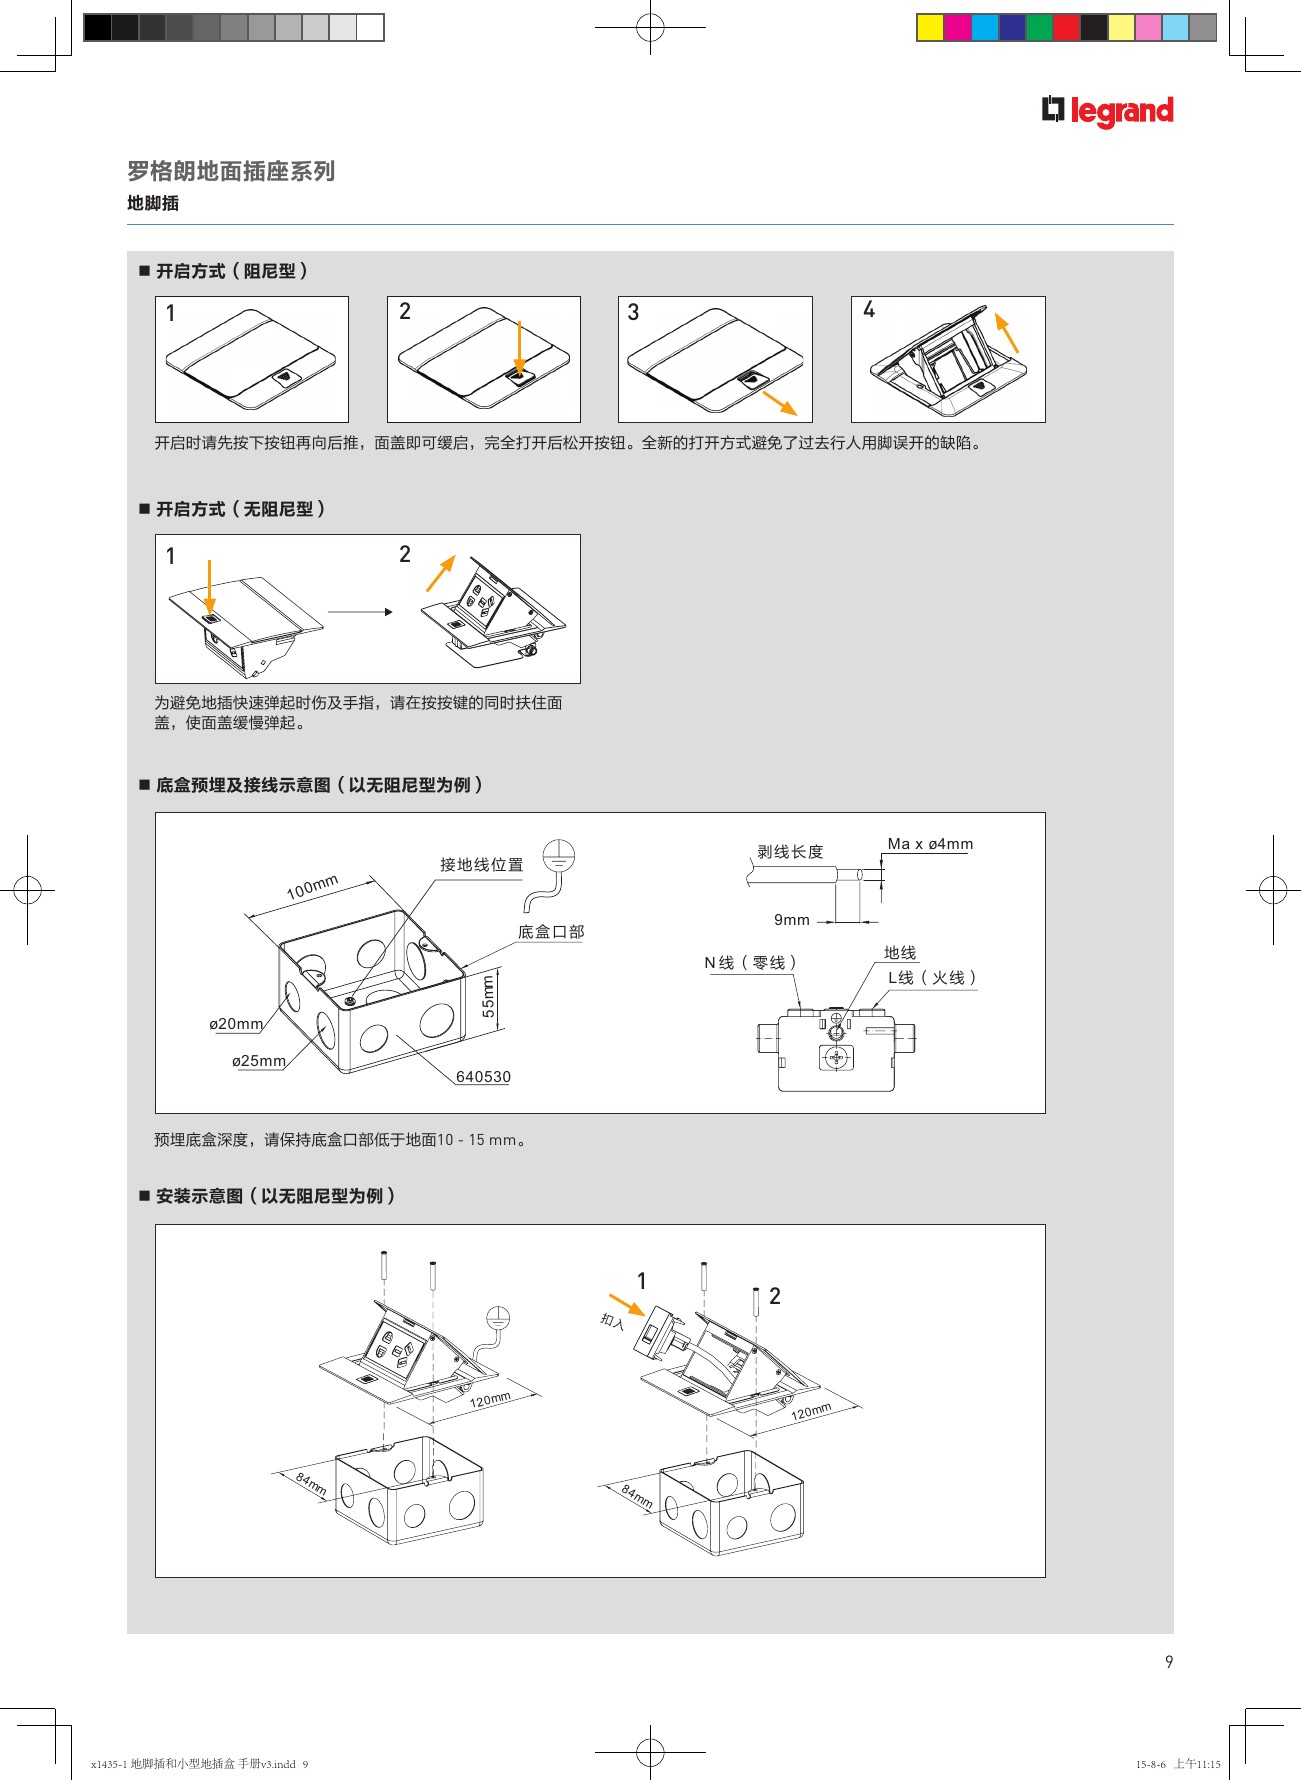 legrand
罗格朗地面插座系列
地脚插
■ 开启方式（阻尼型）
1
2
3
4
开启时请先按下按钮再向后推，面盖即可缓启，完全打开后松开按钮。全新的打开方式避免了过去行人用脚误开的缺陷。
■ 开启方式（无阻尼型）
1
2
为避免地插快速弹起时伤及手指，请在按按键的同时扶住面
盖，使面盖缓慢弹起。
■ 底盒预埋及接线示意图（以无阻尼型为例）
100mm
接地线位置
底盒口部
55mm
ø20mm
ø25mm
640530
剥线长度
Ma x ø4mm
9mm
N线（零线）
地线
L线（火线）
预埋底盒深度，请保持底盒口部低于地面10 - 15 mm。
■ 安装示意图（以无阻尼型为例）
120mm
84mm
1
2
扣入
120mm
84mm
9
x1435-1 地脚插和小型地插盒 手册v3.indd 9
15-8-6 上午11:15